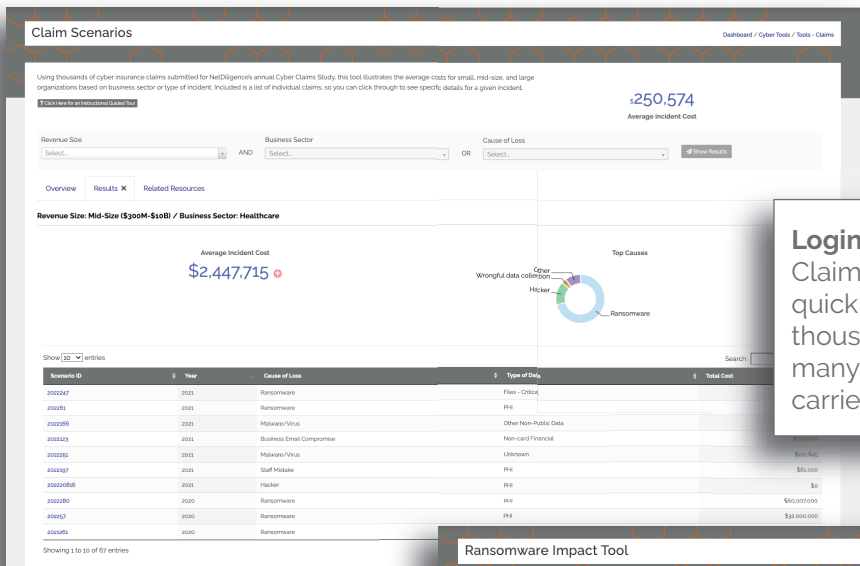 Claim Scenarios
Dashboard / Cyber Tools / Tools - Claims
Using thousands of cyber insurance claims submitted for NetDiligence's annual Cyber Claims Study, this tool illustrates the average costs for small, mid-size, and large
organizations based on business sector or type of incident. Included is a list of individual claims, so you can click through to see specific details for a given incident.
? Click Here for an Instructional Guided Tour
$250,574
Average Incident Cost
Revenue Size
Business Sector
Cause of Loss
Select...
AND
Select...
OR
Select...
Show Results
Overview
Results ✖
Related Resources
Revenue Size: Mid-Size ($300M-$10B) / Business Sector: Healthcare
Average Incident Cost
$2,447,715
Top Causes
Other
Wrongful data collection
Hacker
Ransomware
Login
Claim
quick
thous
many
carrie
Show 10 entries
Search:
Scenario ID Year Cause of Loss Type of Data Total Cost
2022247 2021 Ransomware Files - Critical
202261 2021 Ransomware PHI
2022166 2021 Malware/Virus Other Non-Public Data
2022123 2021 Business Email Compromise Non-card Financial
2022251 2021 Malware/Virus Unknown
2022197 2021 Staff Mistake PHI $61,000
202220816 2021 Hacker PHI $0
2022280 2020 Ransomware PHI
202257 2020 Ransomware PHI $32,000,000
2021261 2020 Ransomware
Showing 1 to 10 of 67 entries
Ransomware Impact Tool